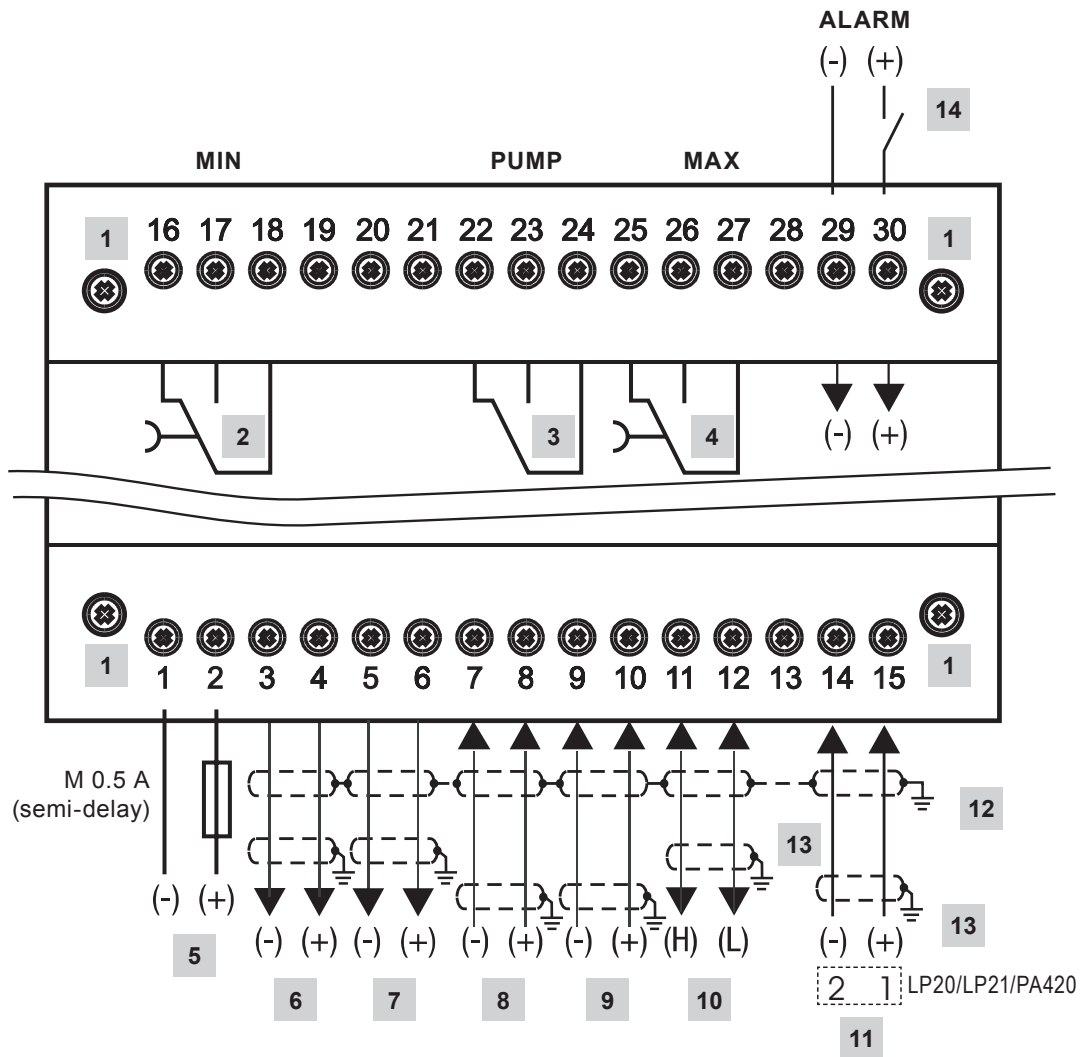 ALARM
(-) (+)
14
MIN PUMP MAX
1 16 17 18 19 20 21 22 23 24 25 26 27 28 29 30 1
2 3 4 (-) (+)
1 1 2 3 4 5 6 7 8 9 10 11 12 13 14 15 1
M 0.5 A
(semi-delay)
12
13
(-) (+)
13
(-) (+) (-) (+) (-) (+) (-) (+) (H) (L) (-) (+)
5
2 1 LP20/LP21/PA420
6 7 8 9 10
11